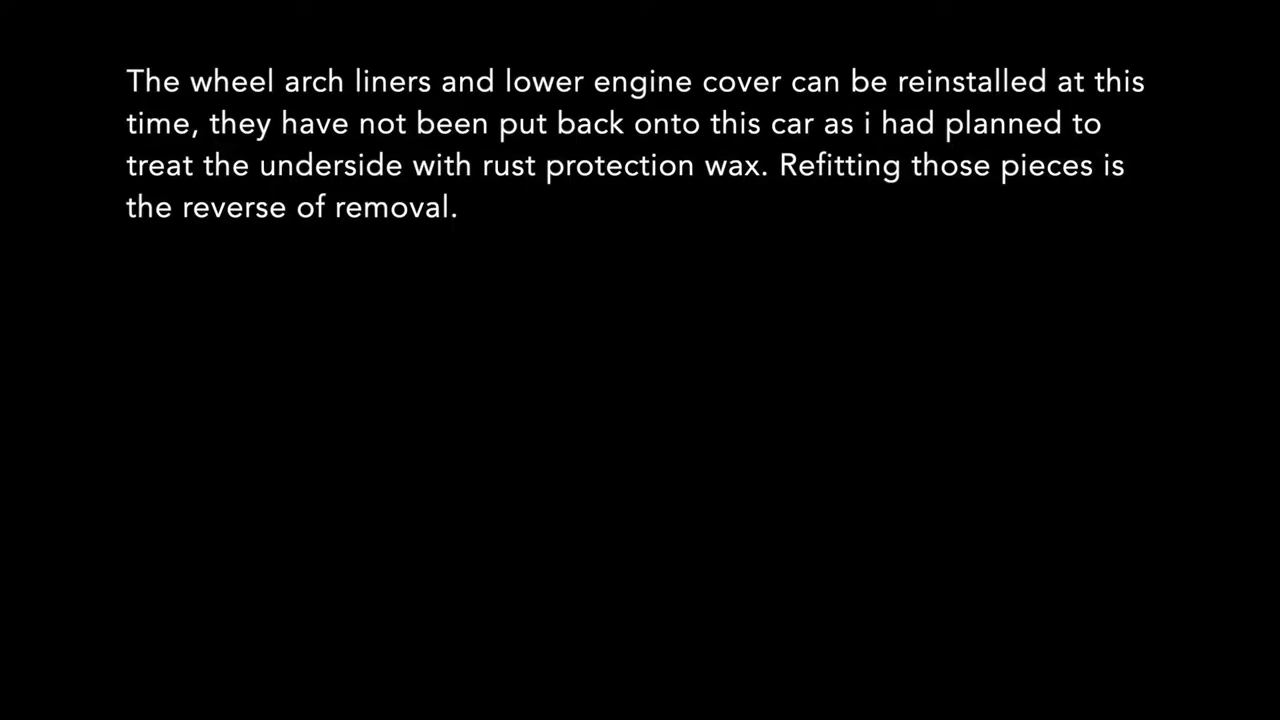 The wheel arch liners and lower engine cover can be reinstalled at this
time, they have not been put back onto this car as i had planned to
treat the underside with rust protection wax. Refitting those pieces is
the reverse of removal.